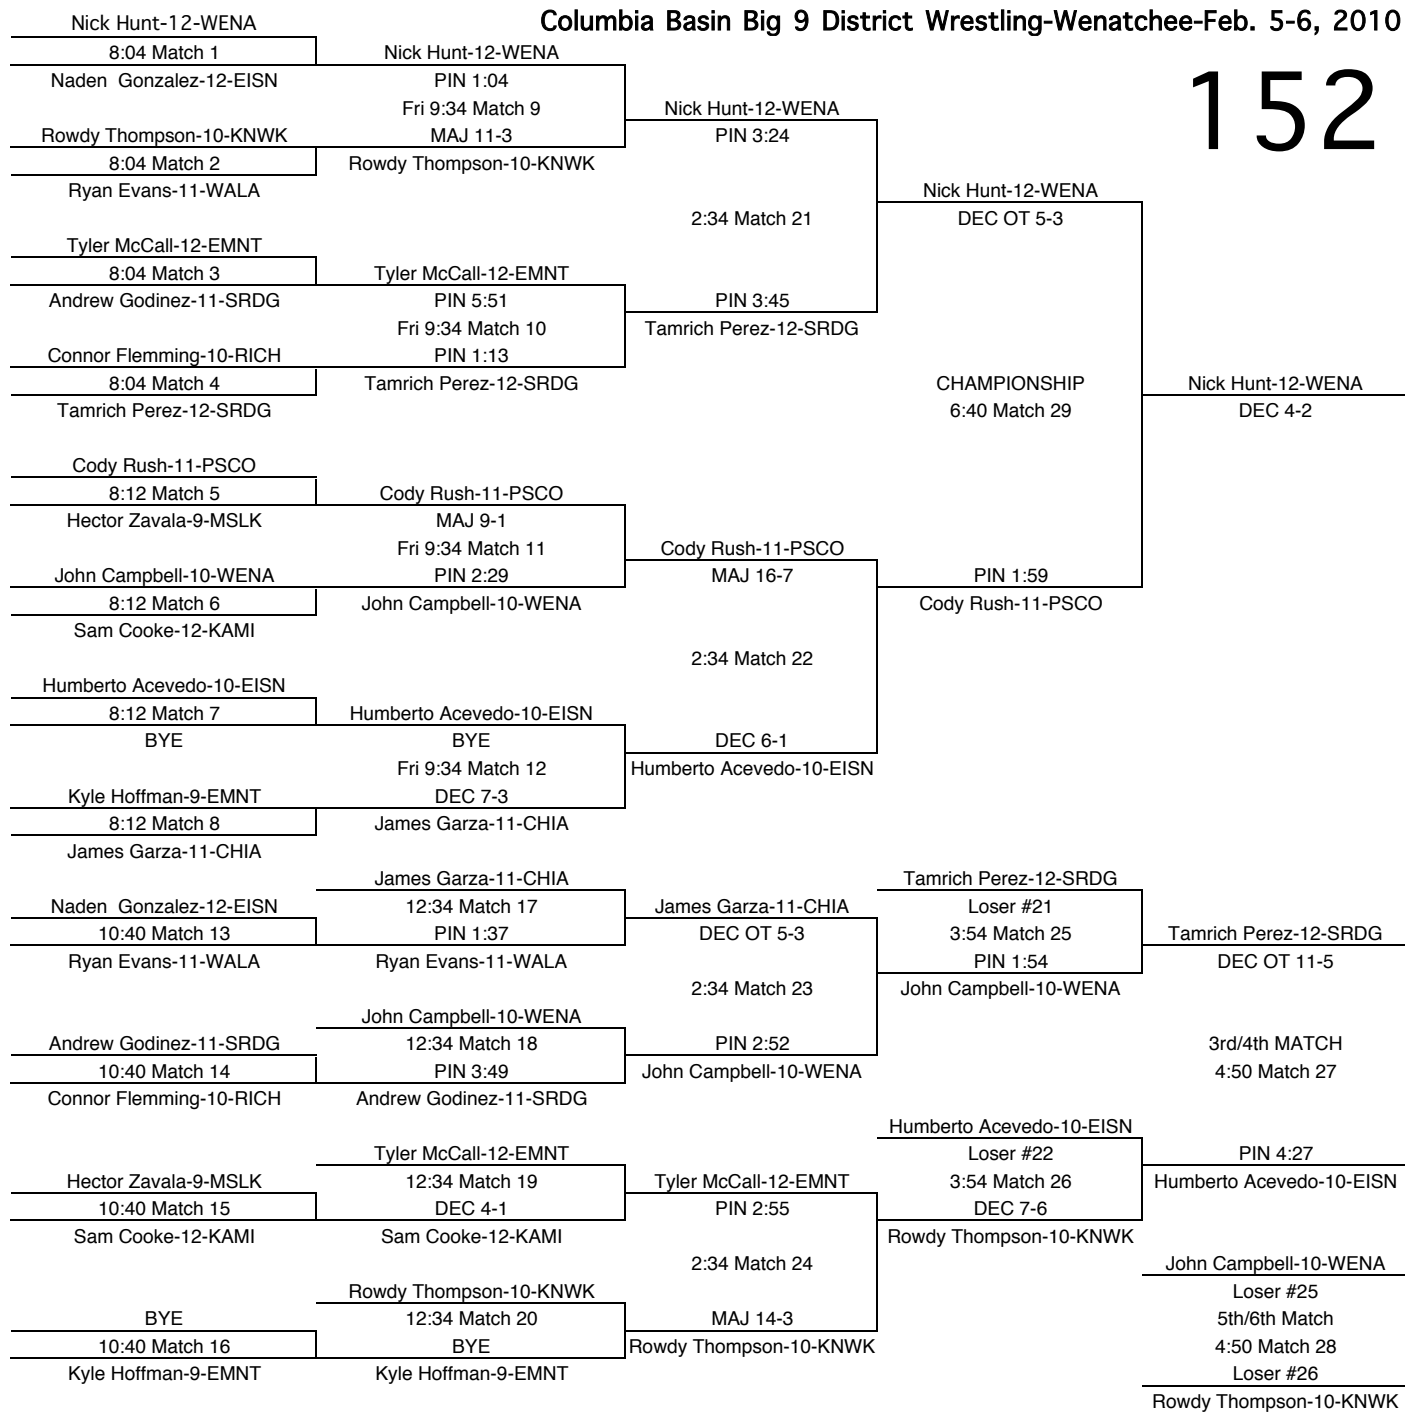 Columbia Basin Big 9 District Wrestling-Wenatchee-Feb. 5-6, 2010
152
Nick Hunt-12-WENA
8:04 Match 1
Naden  Gonzalez-12-EISN
Rowdy Thompson-10-KNWK
8:04 Match 2
Ryan Evans-11-WALA
Tyler McCall-12-EMNT
8:04 Match 3
Andrew Godinez-11-SRDG
Connor Flemming-10-RICH
8:04 Match 4
Tamrich Perez-12-SRDG
Cody Rush-11-PSCO
8:12 Match 5
Hector Zavala-9-MSLK
John Campbell-10-WENA
8:12 Match 6
Sam Cooke-12-KAMI
Humberto Acevedo-10-EISN
8:12 Match 7
BYE
Kyle Hoffman-9-EMNT
8:12 Match 8
James Garza-11-CHIA
Nick Hunt-12-WENA
PIN 1:04
Fri 9:34 Match 9
MAJ 11-3
Rowdy Thompson-10-KNWK
Tyler McCall-12-EMNT
PIN 5:51
Fri 9:34 Match 10
PIN 1:13
Tamrich Perez-12-SRDG
Cody Rush-11-PSCO
MAJ 9-1
Fri 9:34 Match 11
PIN 2:29
John Campbell-10-WENA
Humberto Acevedo-10-EISN
BYE
Fri 9:34 Match 12
DEC 7-3
James Garza-11-CHIA
Nick Hunt-12-WENA
PIN 3:24
2:34 Match 21
PIN 3:45
Tamrich Perez-12-SRDG
Cody Rush-11-PSCO
MAJ 16-7
2:34 Match 22
DEC 6-1
Humberto Acevedo-10-EISN
Nick Hunt-12-WENA
DEC OT 5-3
CHAMPIONSHIP
6:40 Match 29
PIN 1:59
Cody Rush-11-PSCO
Nick Hunt-12-WENA
DEC 4-2
Naden  Gonzalez-12-EISN
10:40 Match 13
Ryan Evans-11-WALA
Andrew Godinez-11-SRDG
10:40 Match 14
Connor Flemming-10-RICH
Hector Zavala-9-MSLK
10:40 Match 15
Sam Cooke-12-KAMI
BYE
10:40 Match 16
Kyle Hoffman-9-EMNT
James Garza-11-CHIA
12:34 Match 17
PIN 1:37
Ryan Evans-11-WALA
John Campbell-10-WENA
12:34 Match 18
PIN 3:49
Andrew Godinez-11-SRDG
Tyler McCall-12-EMNT
12:34 Match 19
DEC 4-1
Sam Cooke-12-KAMI
Rowdy Thompson-10-KNWK
12:34 Match 20
BYE
Kyle Hoffman-9-EMNT
James Garza-11-CHIA
DEC OT 5-3
2:34 Match 23
PIN 2:52
John Campbell-10-WENA
Tyler McCall-12-EMNT
PIN 2:55
2:34 Match 24
MAJ 14-3
Rowdy Thompson-10-KNWK
Tamrich Perez-12-SRDG
Loser #21
3:54 Match 25
PIN 1:54
John Campbell-10-WENA
Humberto Acevedo-10-EISN
Loser #22
3:54 Match 26
DEC 7-6
Rowdy Thompson-10-KNWK
Tamrich Perez-12-SRDG
DEC OT 11-5
3rd/4th MATCH
4:50 Match 27
PIN 4:27
Humberto Acevedo-10-EISN
John Campbell-10-WENA
Loser #25
5th/6th Match
4:50 Match 28
Loser #26
Rowdy Thompson-10-KNWK